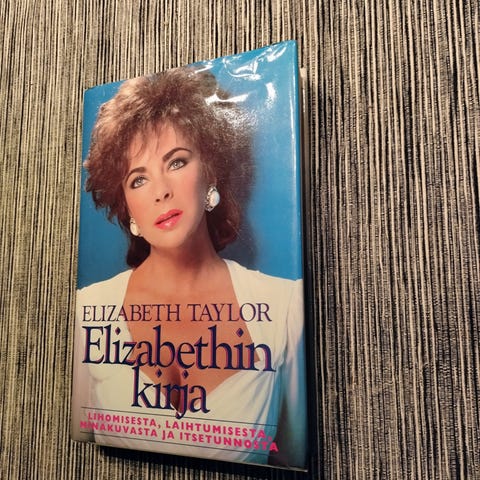 ELIZABETH TAYLOR
Elizabethin
kirja
LIHOMISESTA, LAIHTUMISESTA,
MINÄKUVASTA JA ITSETUNNOSTA